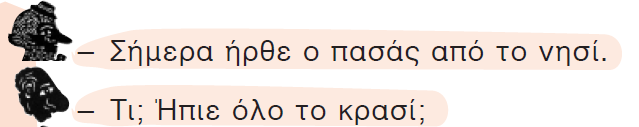 – Σήμερα ήρθε ο πασάς από το νησί.
– Τι; Ήπιε όλο το κρασί;